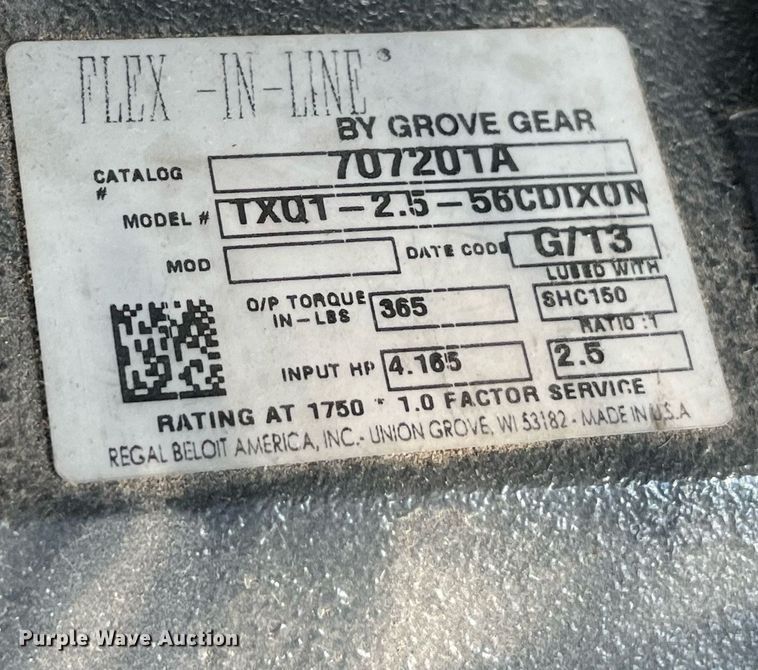 FLEX -IN-LINE®
BY GROVE GEAR
CATALOG # 707201A
MODEL # TXQ1-2.5-56CDIXON
MOD
DATE CODE G/13
LUBED WITH
O/P TORQUE IN-LBS 365
SHC150
RATIO :1
INPUT HP 4.165
2.5
RATING AT 1750 * 1.0 FACTOR SERVICE
REGAL BELOIT AMERICA, INC.- UNION GROVE, WI 53182 - MADE IN U.S.A
Purple Wave Auction